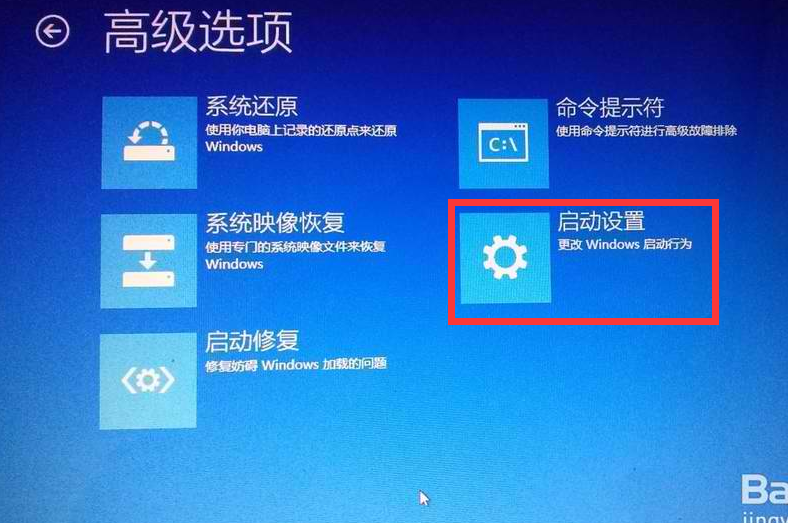 高级选项
系统还原
使用你电脑上记录的还原点来还原
Windows
命令提示符
使用命令提示符进行高级故障排除
C:\
系统映像恢复
使用专门的系统映像文件来恢复
Windows
启动设置
更改 Windows 启动行为
启动修复
修复妨碍 Windows 加载的问题
Ba
jingy